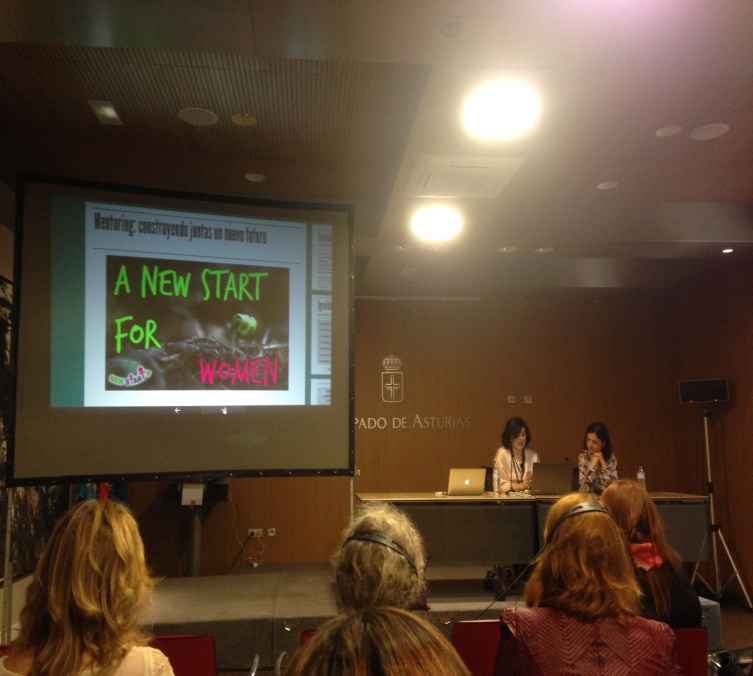 Mentoring: construyendo juntas un nuevo futuro
A NEW START
FOR
WOMEN
PADO DE ASTURIAS